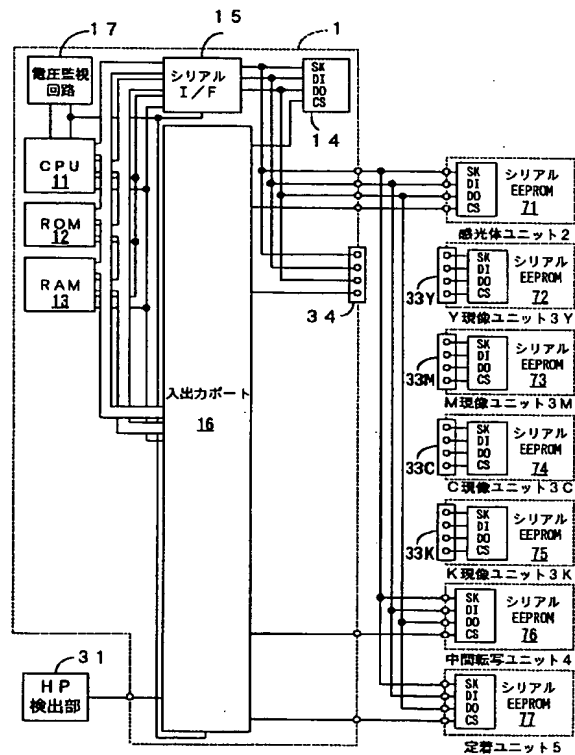 17
15
1
電圧監視
回路
シリアル
I/F
SK
DI
DO
CS
14
CPU
11
ROM
12
RAM
13
34
入出力ポート
16
31
HP
検出部
SK
DI
DO
CS
シリアル
EEPROM
71
感光体ユニット2
33Y
SK
DI
DO
CS
シリアル
EEPROM
72
Y現像ユニット3Y
33M
SK
DI
DO
CS
シリアル
EEPROM
73
M現像ユニット3M
33C
SK
DI
DO
CS
シリアル
EEPROM
74
C現像ユニット3C
33K
SK
DI
DO
CS
シリアル
EEPROM
75
K現像ユニット3K
SK
DI
DO
CS
シリアル
EEPROM
76
中間転写ユニット4
SK
DI
DO
CS
シリアル
EEPROM
77
定着ユニット5